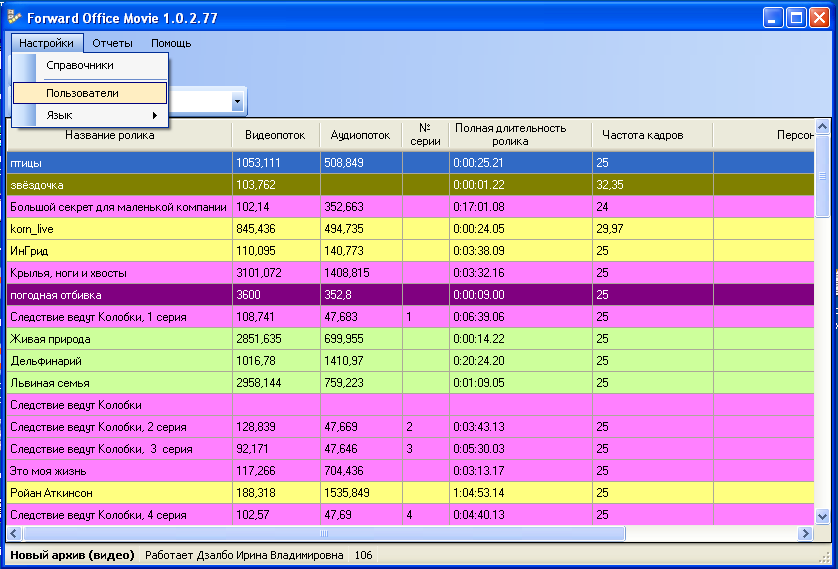 Forward Office Movie 1.0.2.77
Настройки Отчеты Помощь
Справочники
Пользователи
Язык
Название ролика Видеопоток Аудиопоток № серии Полная длительность ролика Частота кадров Персон
птицы 1053,111 508,849 0:00:25.21 25
звёздочка 103,762 0:00:01.22 32,35
Большой секрет для маленькой компании 102,14 352,663 0:17:01.08 24
korn_live 845,436 494,735 0:00:24.05 29,97
ИнГрид 110,095 140,773 0:03:38.09 25
Крылья, ноги и хвосты 3101,072 1408,815 0:03:32.16 25
погодная отбивка 3600 352,8 0:00:09.00 25
Следствие ведут Колобки, 1 серия 108,741 47,683 1 0:06:39.06 25
Живая природа 2851,635 699,955 0:00:14.22 25
Дельфинарий 1016,78 1410,97 0:20:24.20 25
Львиная семья 2958,144 759,223 0:01:09.05 25
Следствие ведут Колобки
Следствие ведут Колобки, 2 серия 128,839 47,669 2 0:03:43.13 25
Следствие ведут Колобки, 3 серия 92,171 47,646 3 0:05:30.03 25
Это моя жизнь 117,266 704,436 0:03:13.17 25
Ройан Аткинсон 188,318 1535,849 1:04:53.14 25
Следствие ведут Колобки, 4 серия 102,57 47,69 4 0:04:40.13 25
Новый архив (видео) Работает Дзалбо Ирина Владимировна 106